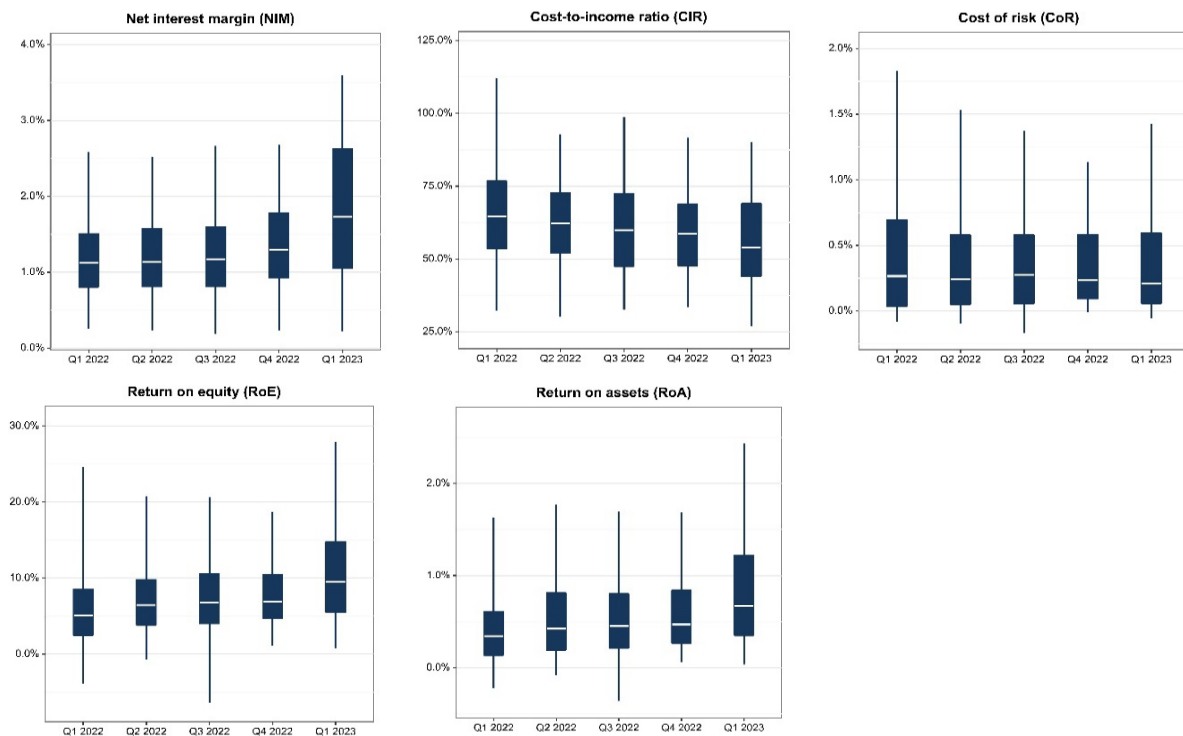 Net interest margin (NIM)
4.0%
3.0%
2.0%
1.0%
0.0%
Q1 2022 Q2 2022 Q3 2022 Q4 2022 Q1 2023
Cost-to-income ratio (CIR)
125.0%
100.0%
75.0%
50.0%
25.0%
Q1 2022 Q2 2022 Q3 2022 Q4 2022 Q1 2023
Cost of risk (CoR)
2.0%
1.5%
1.0%
0.5%
0.0%
Q1 2022 Q2 2022 Q3 2022 Q4 2022 Q1 2023
Return on equity (RoE)
30.0%
20.0%
10.0%
0.0%
Q1 2022 Q2 2022 Q3 2022 Q4 2022 Q1 2023
Return on assets (RoA)
2.0%
1.0%
0.0%
Q1 2022 Q2 2022 Q3 2022 Q4 2022 Q1 2023